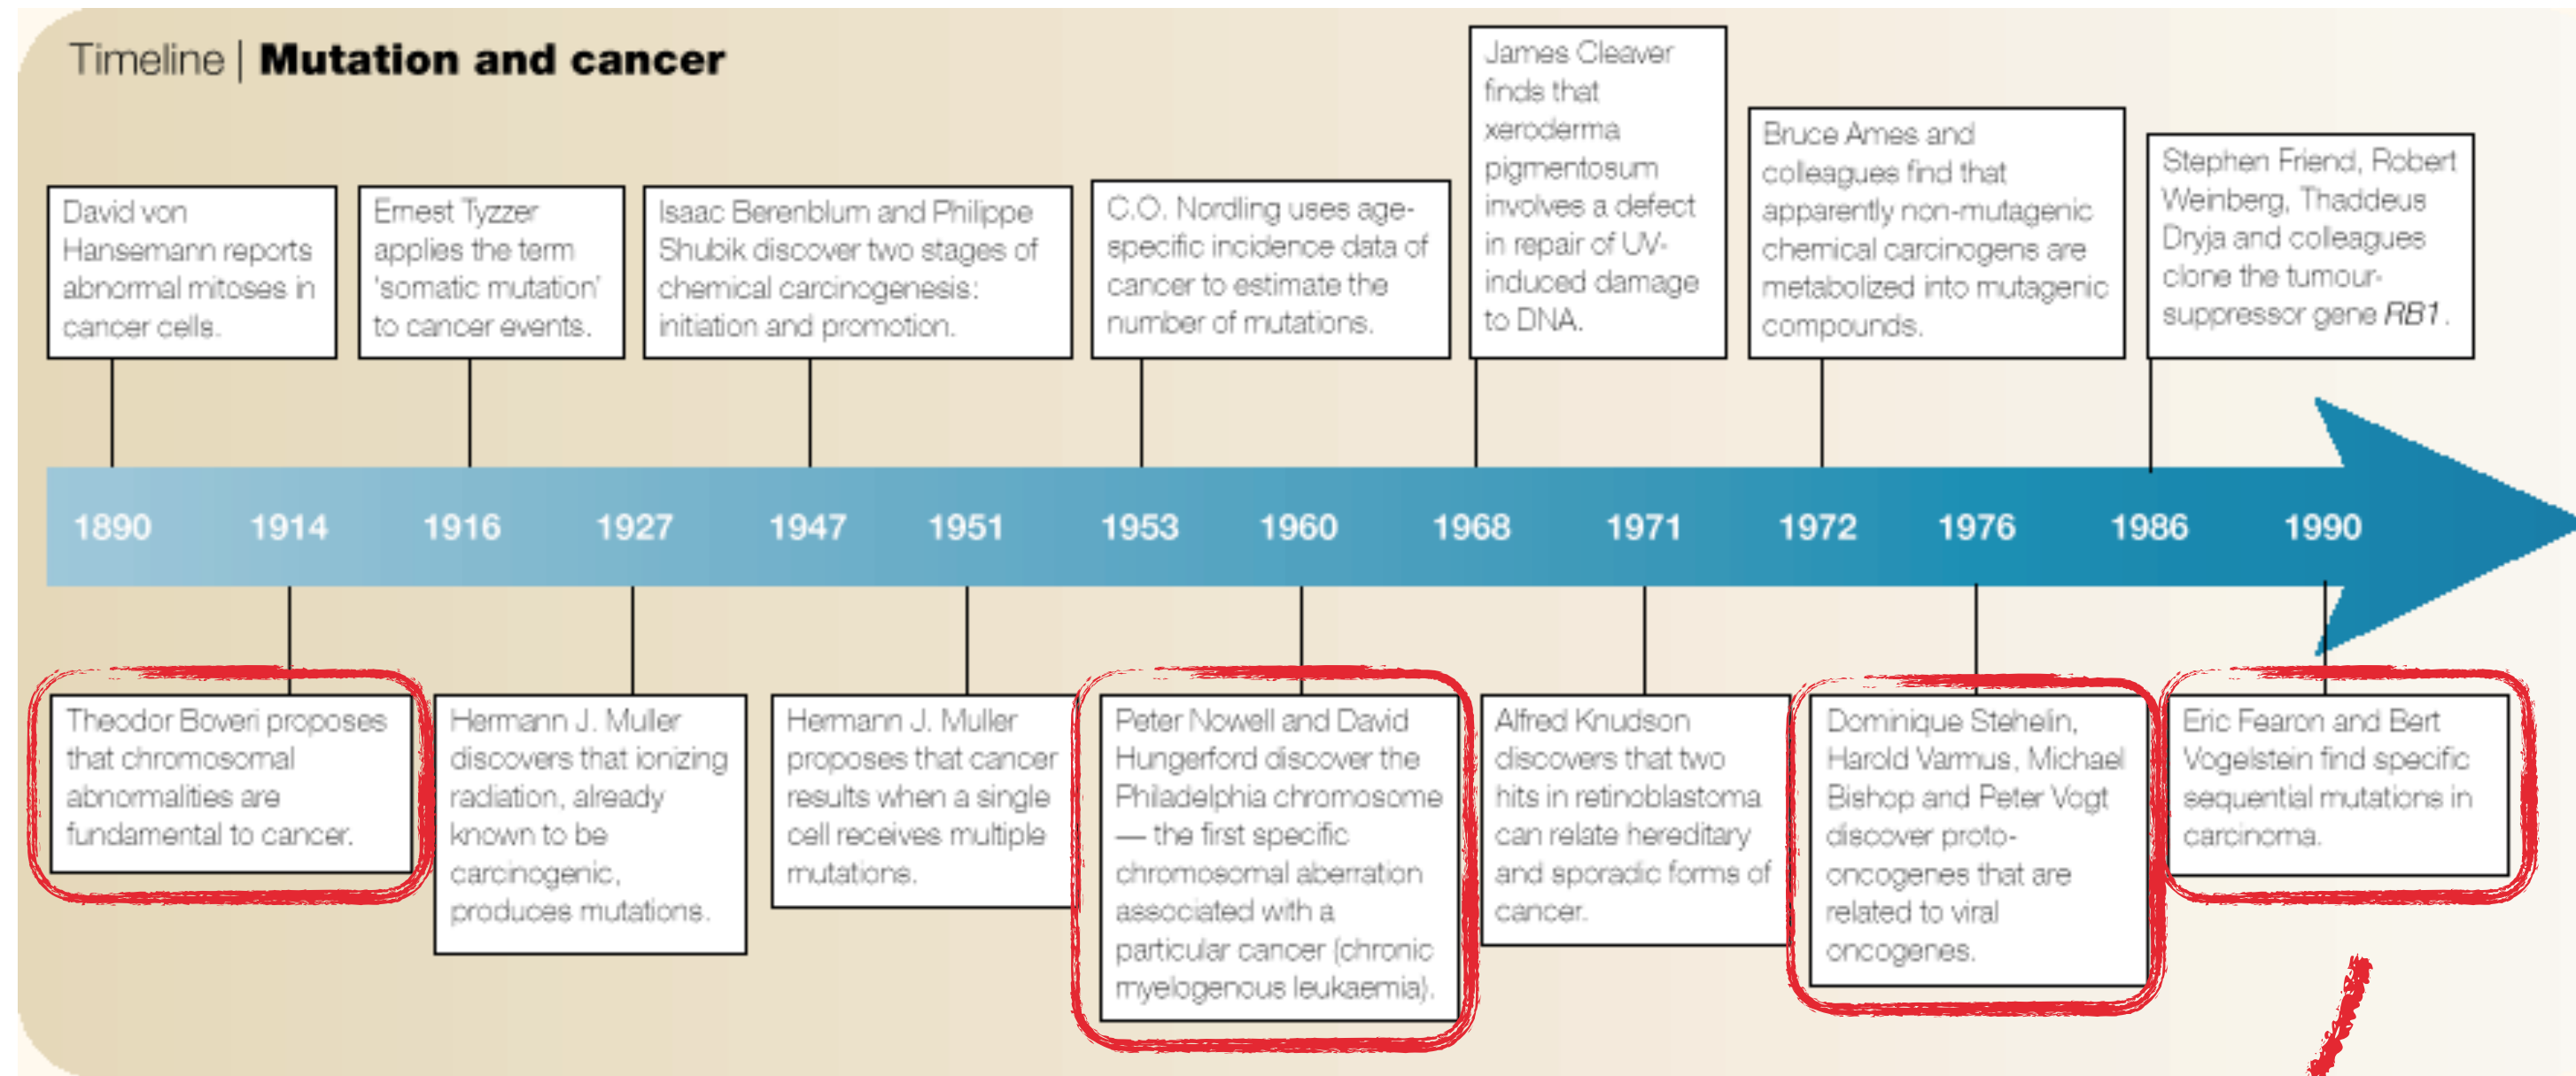 Timeline | Mutation and cancer
James Cleaver
finds that
xeroderma
pigmentosum
involves a defect
in repair of UV-
induced damage
to DNA.
Bruce Ames and
colleagues find that
apparently non-mutagenic
chemical carcinogens are
metabolized into mutagenic
compounds.
Stephen Friend, Robert
Weinberg, Thaddeus
Dryja and colleagues
clone the tumour-
suppressor gene RB1.
David von
Hansemann reports
abnormal mitoses in
cancer cells.
Ernest Tyzzer
applies the term
'somatic mutation'
to cancer events.
Isaac Berenblum and Philippe
Shubik discover two stages of
chemical carcinogenesis:
initiation and promotion.
C.O. Nordling uses age-
specific incidence data of
cancer to estimate the
number of mutations.
1890 1914 1916 1927 1947 1951 1953 1960 1968 1971 1972 1976 1986 1990
Theodor Boveri proposes
that chromosomal
abnormalities are
fundamental to cancer.
Hermann J. Muller
discovers that ionizing
radiation, already
known to be
carcinogenic,
produces mutations.
Hermann J. Muller
proposes that cancer
results when a single
cell receives multiple
mutations.
Peter Nowell and David
Hungerford discover the
Philadelphia chromosome
— the first specific
chromosomal aberration
associated with a
particular cancer (chronic
myelogenous leukaemia).
Alfred Knudson
discovers that two
hits in retinoblastoma
can relate hereditary
and sporadic forms of
cancer.
Dominique Stehelin,
Harold Varmus, Michael
Bishop and Peter Vogt
discover proto-
oncogenes that are
related to viral
oncogenes.
Eric Fearon and Bert
Vogelstein find specific
sequential mutations in
carcinoma.